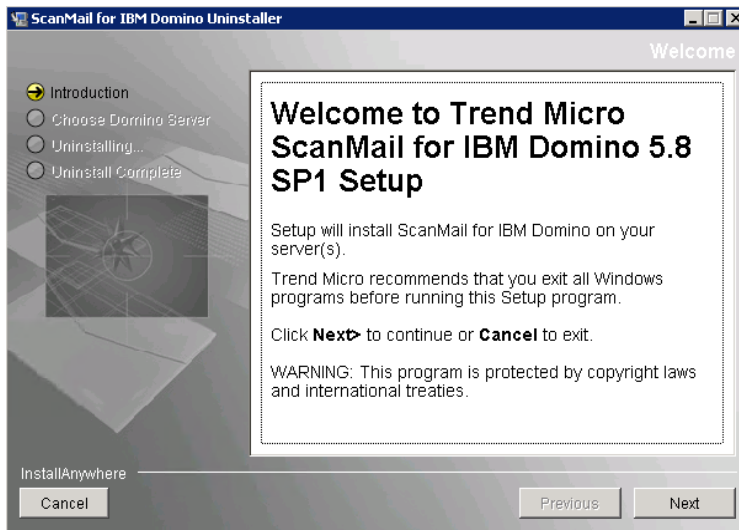 ScanMail for IBM Domino Uninstaller
Welcome
Introduction
Choose Domino Server
Uninstalling...
Uninstall Complete
Welcome to Trend Micro
ScanMail for IBM Domino 5.8
SP1 Setup
Setup will install ScanMail for IBM Domino on your
server(s).
Trend Micro recommends that you exit all Windows
programs before running this Setup program.
Click Next> to continue or Cancel to exit.
WARNING: This program is protected by copyright laws
and international treaties.
InstallAnywhere
Cancel
Previous
Next